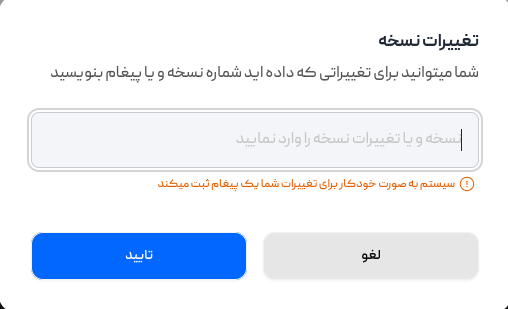 تغییرات نسخه
شما میتوانید برای تغییراتی که داده اید شماره نسخه و یا پیغام بنویسید
نسخه و یا تغییرات نسخه را وارد نمایید
سیستم به صورت خودکار برای تغییرات شما یک پیغام ثبت میکند
لغو
تایید